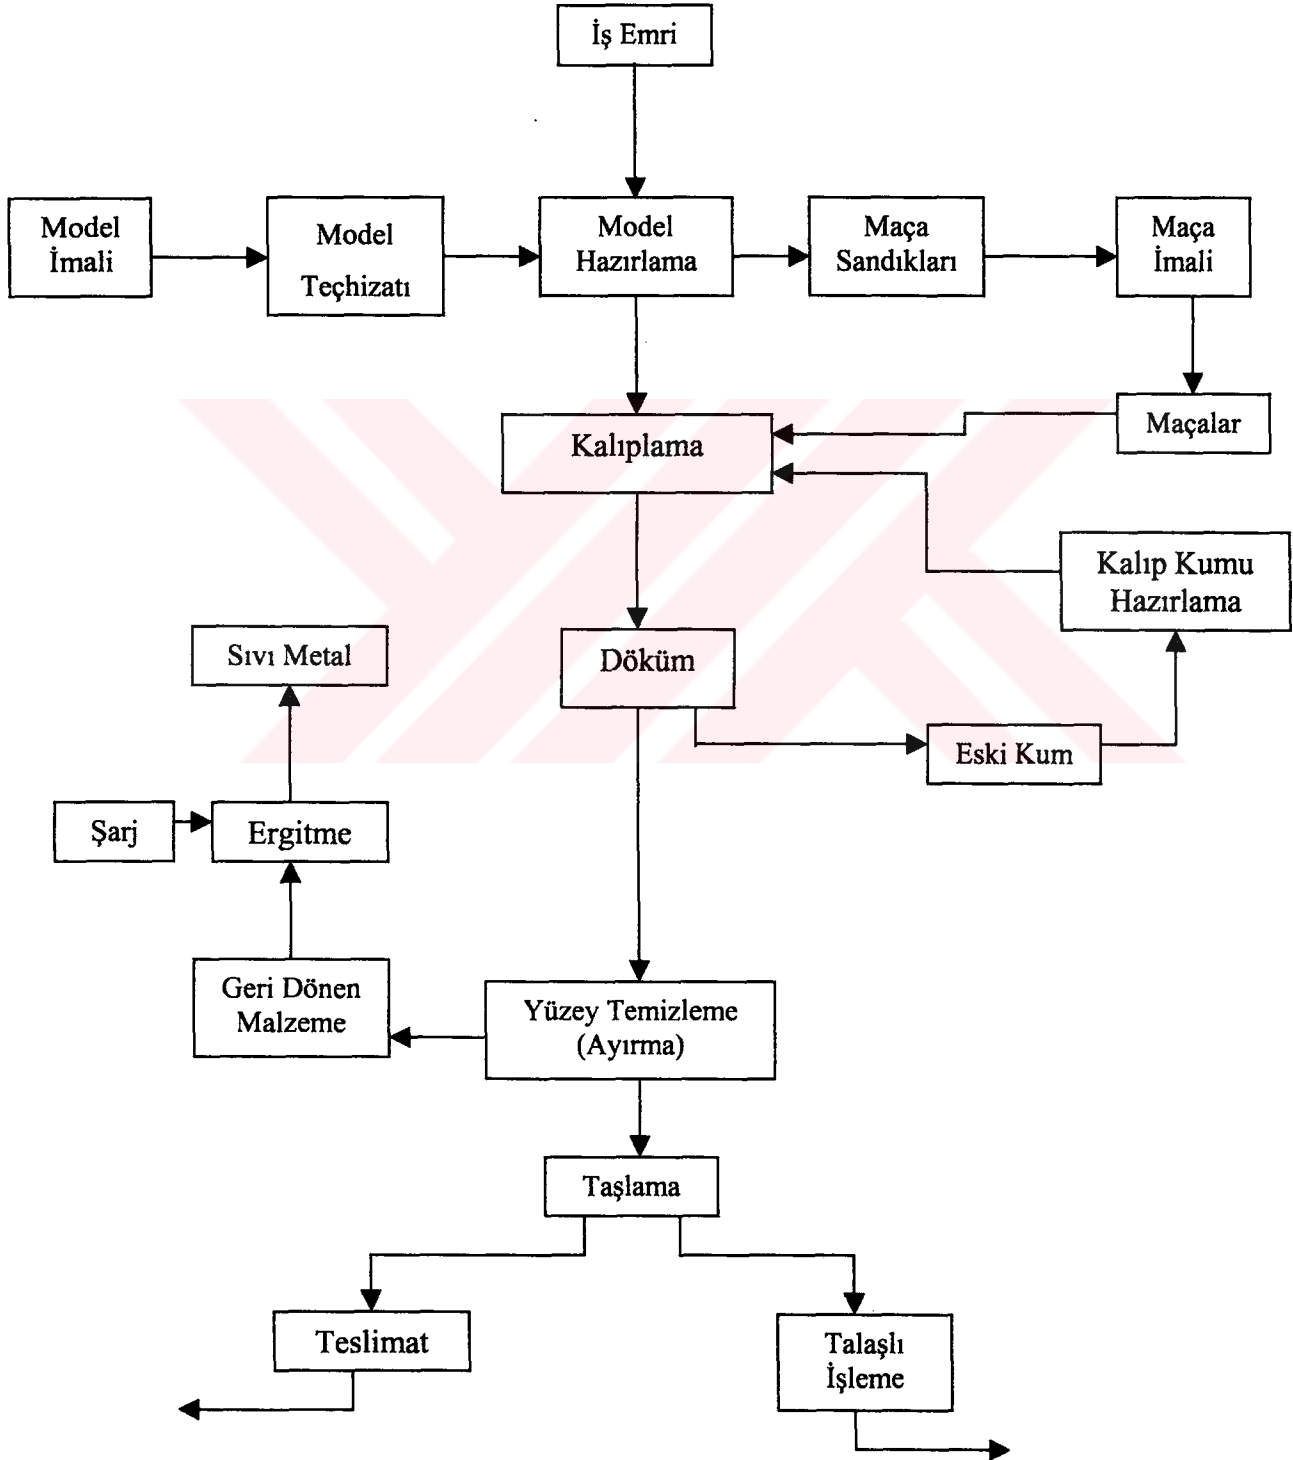 İş Emri
Model
İmali
Model
Teçhizatı
Model
Hazırlama
Maça
Sandıkları
Maça
İmali
Maçalar
Kalıplama
Kalıp Kumu
Hazırlama
Sıvı Metal
Döküm
Eski Kum
Şarj
Ergitme
Geri Dönen
Malzeme
Yüzey Temizleme
(Ayırma)
Taşlama
Teslimat
Talaşlı
İşleme